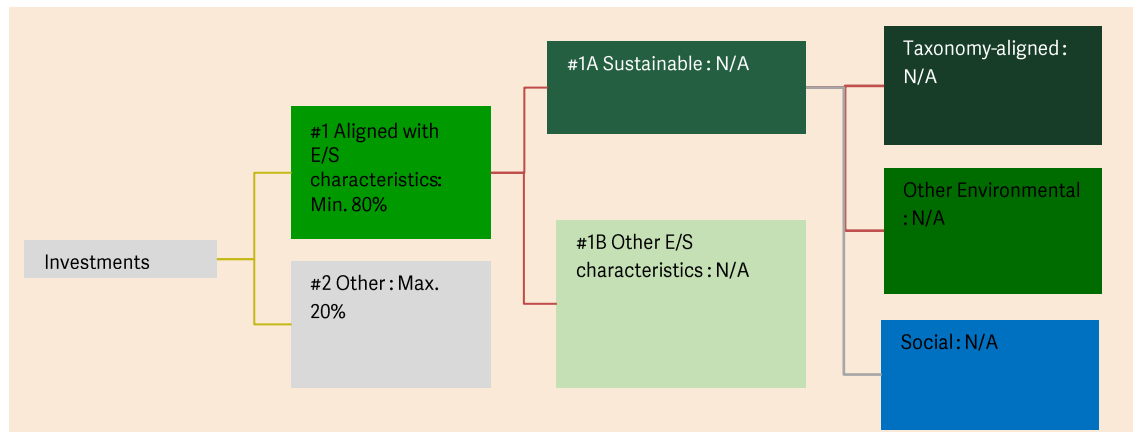 Investments
#1 Aligned with
E/S
characteristics:
Min. 80%
#2 Other : Max.
20%
#1A Sustainable : N/A
#1B Other E/S
characteristics : N/A
Taxonomy-aligned :
N/A
Other Environmental
: N/A
Social : N/A